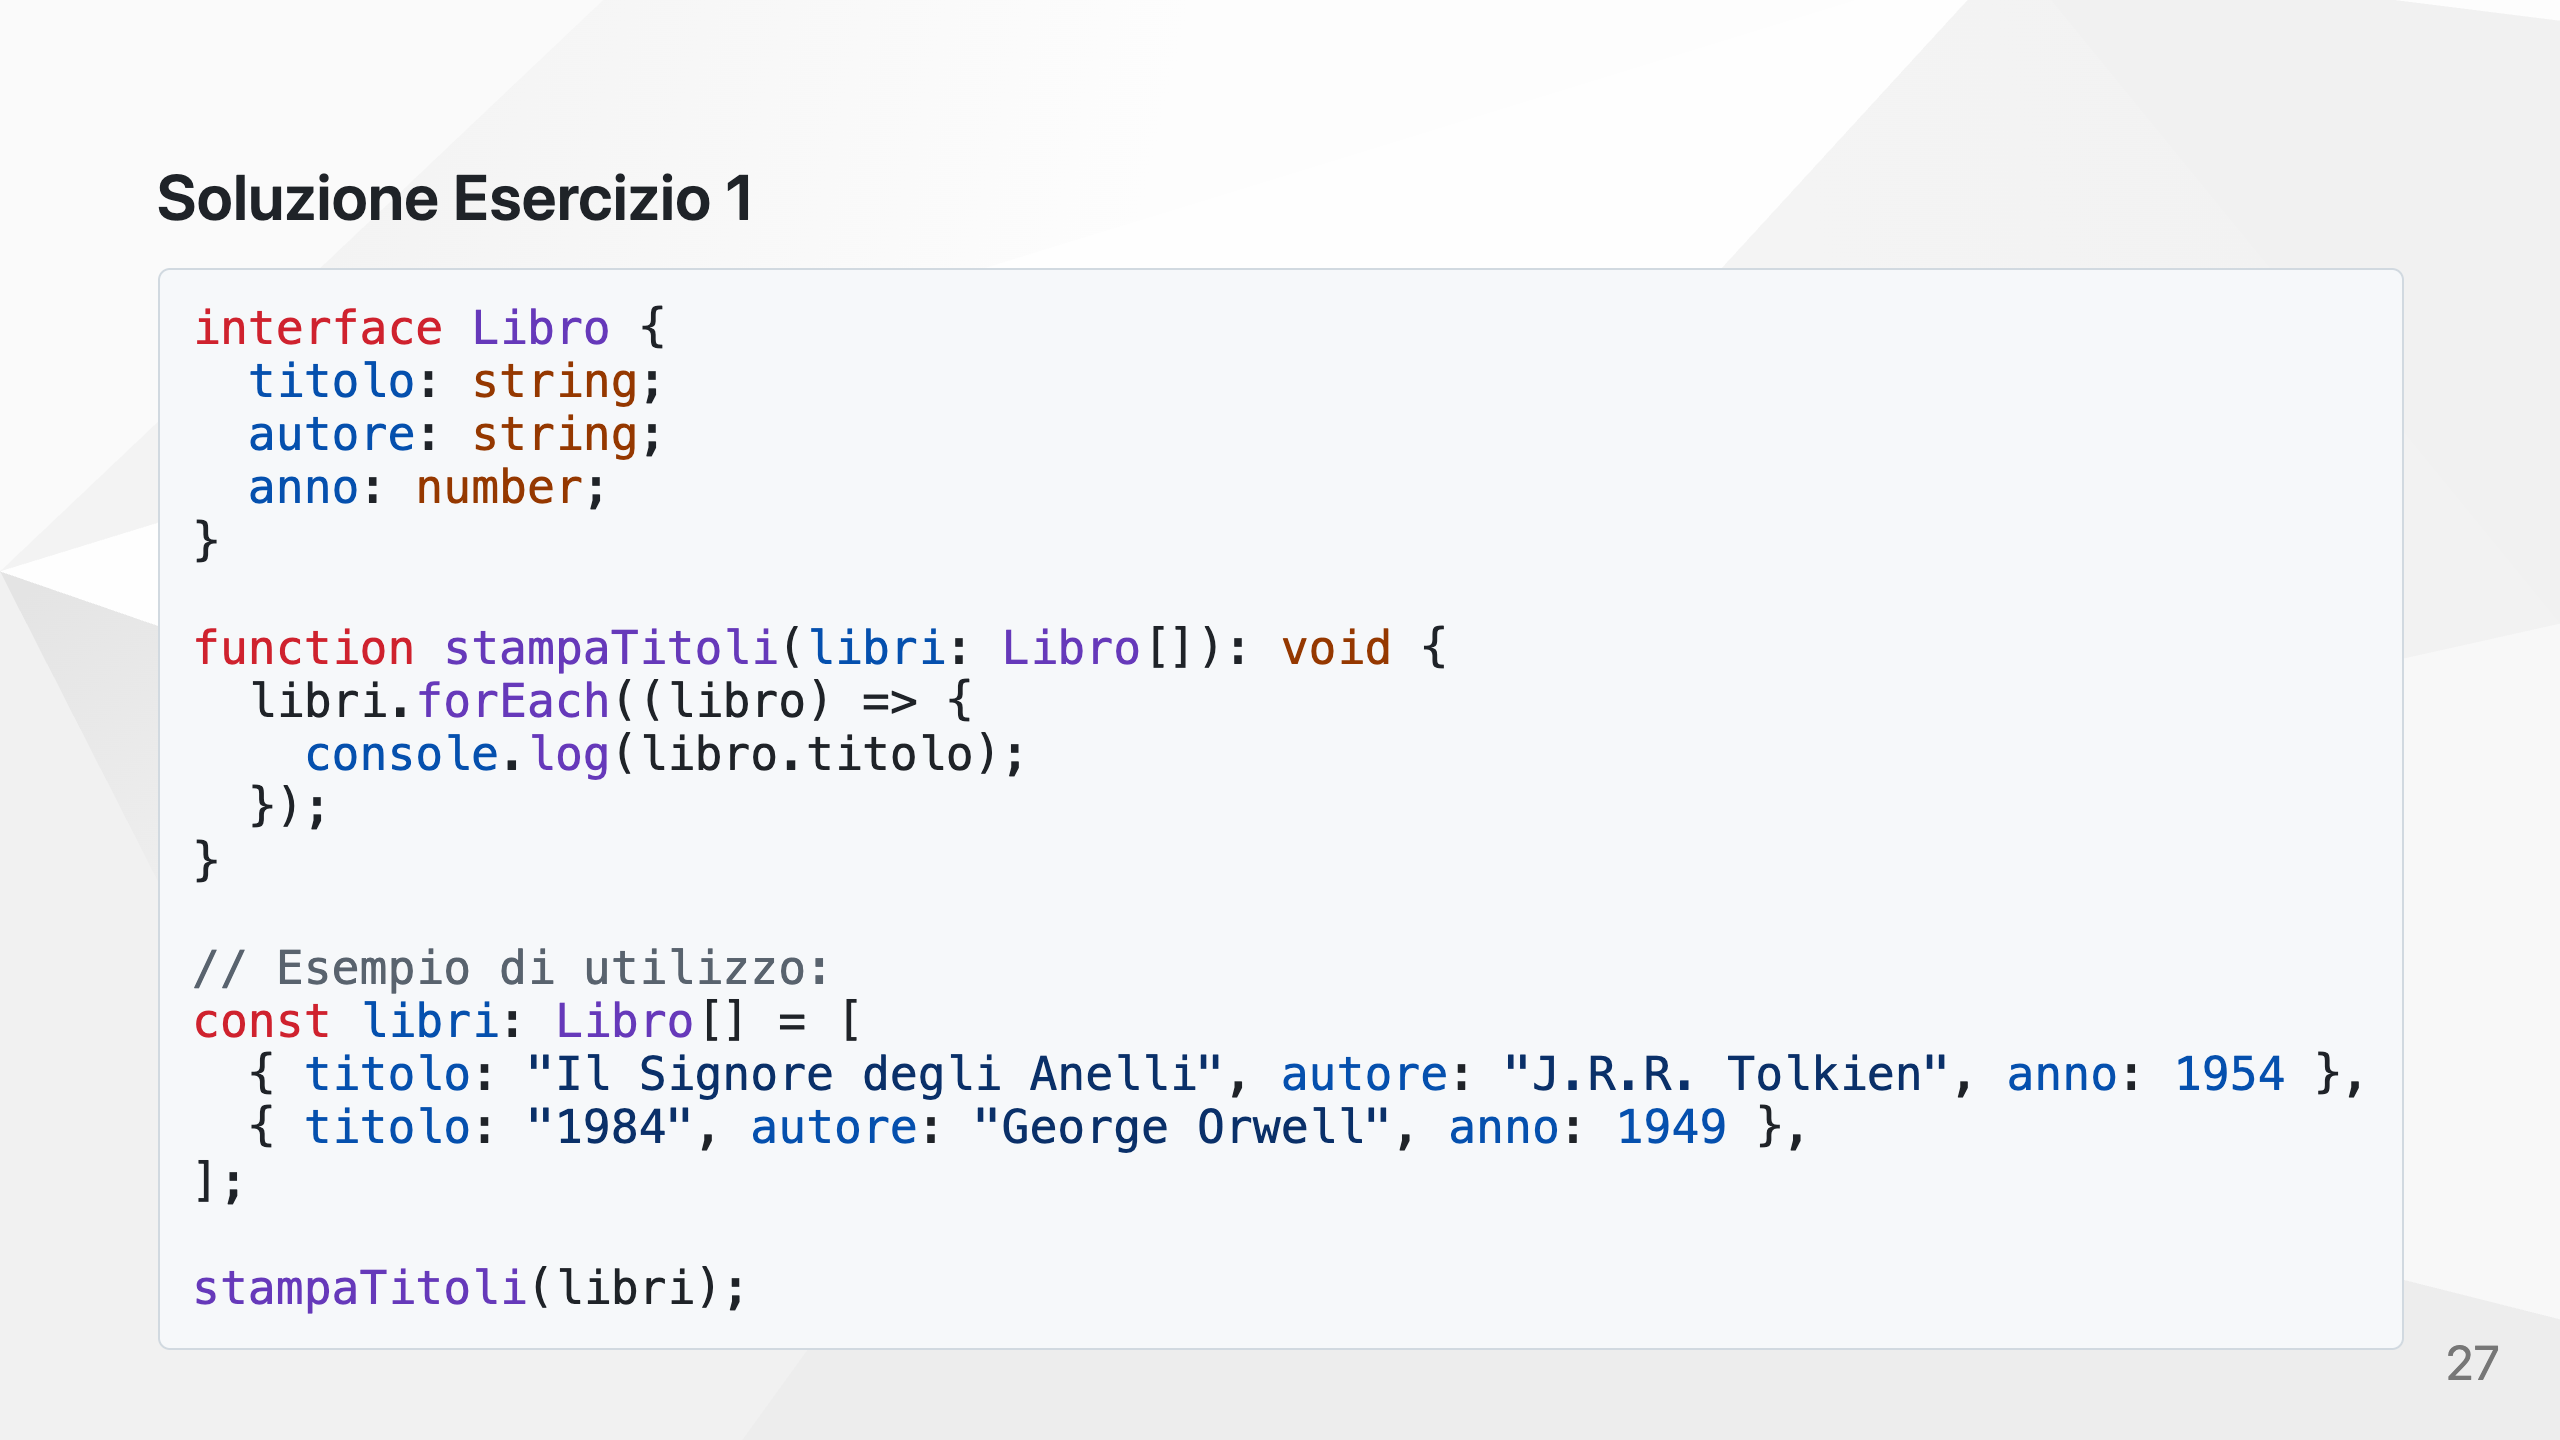 Soluzione Esercizio 1
interface Libro {
  titolo: string;
  autore: string;
  anno: number;
}

function stampaTitoli(libri: Libro[]): void {
  libri.forEach((libro) => {
    console.log(libro.titolo);
  });
}

// Esempio di utilizzo:
const libri: Libro[] = [
  { titolo: "Il Signore degli Anelli", autore: "J.R.R. Tolkien", anno: 1954 },
  { titolo: "1984", autore: "George Orwell", anno: 1949 },
];

stampaTitoli(libri);
27